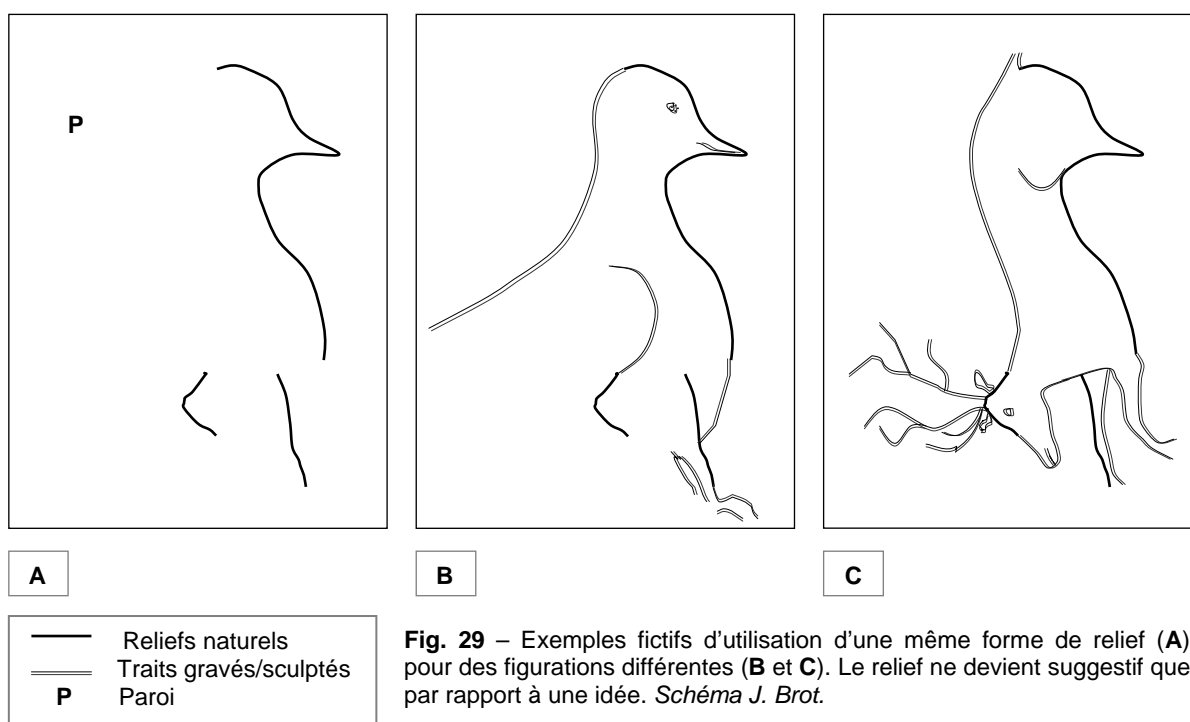 P
A
B
C
Reliefs naturels
Traits gravés/sculptés
P Paroi
Fig. 29 – Exemples fictifs d'utilisation d'une même forme de relief (A)
pour des figurations différentes (B et C). Le relief ne devient suggestif que
par rapport à une idée. Schéma J. Brot.